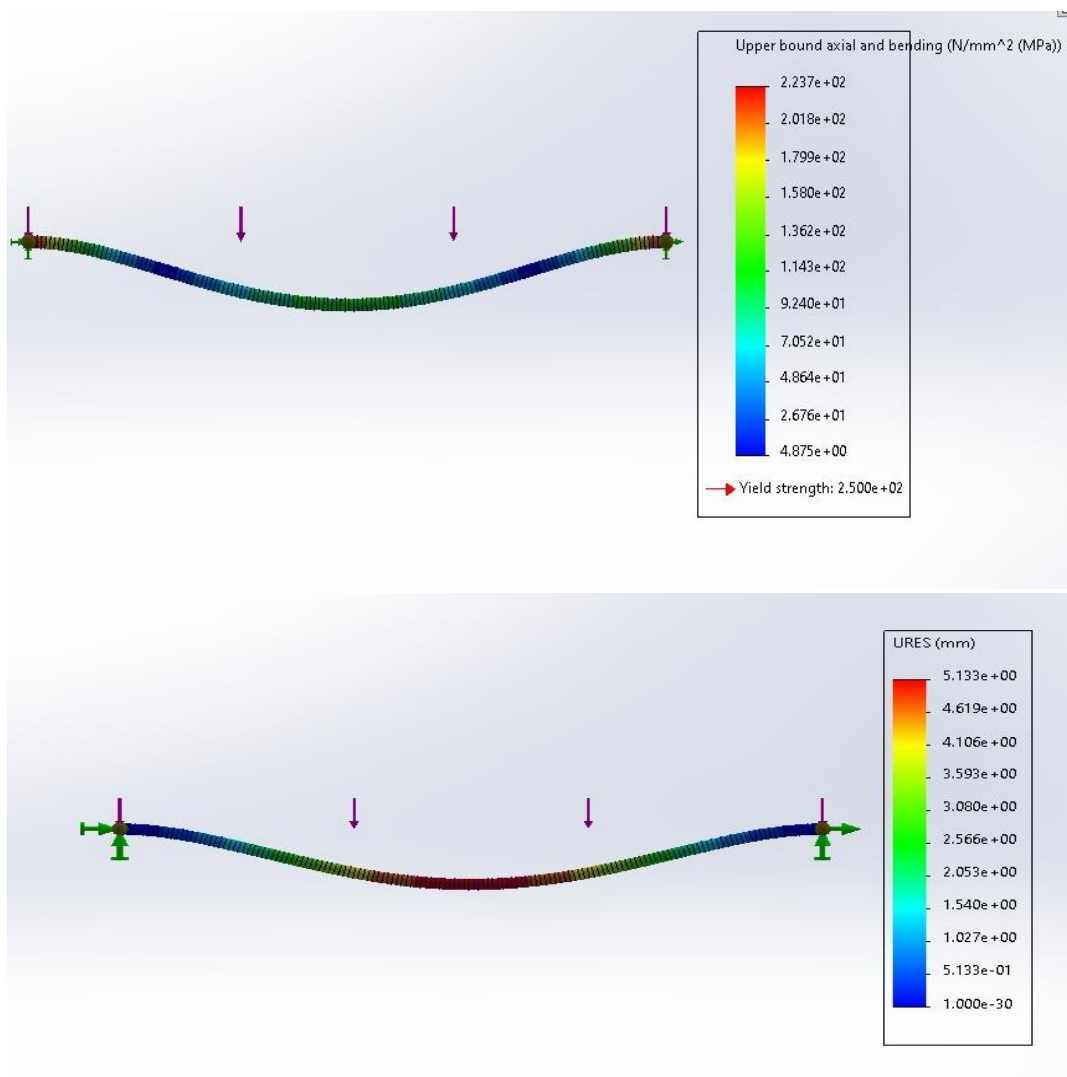 Upper bound axial and bending (N/mm^2 (MPa))
2.237e+02
2.018e+02
1.799e+02
1.580e+02
1.362e+02
1.143e+02
9.240e+01
7.052e+01
4.864e+01
2.676e+01
4.875e+00
Yield strength: 2.500e+02
URES (mm)
5.133e+00
4.619e+00
4.106e+00
3.593e+00
3.080e+00
2.566e+00
2.053e+00
1.540e+00
1.027e+00
5.133e-01
1.000e-30